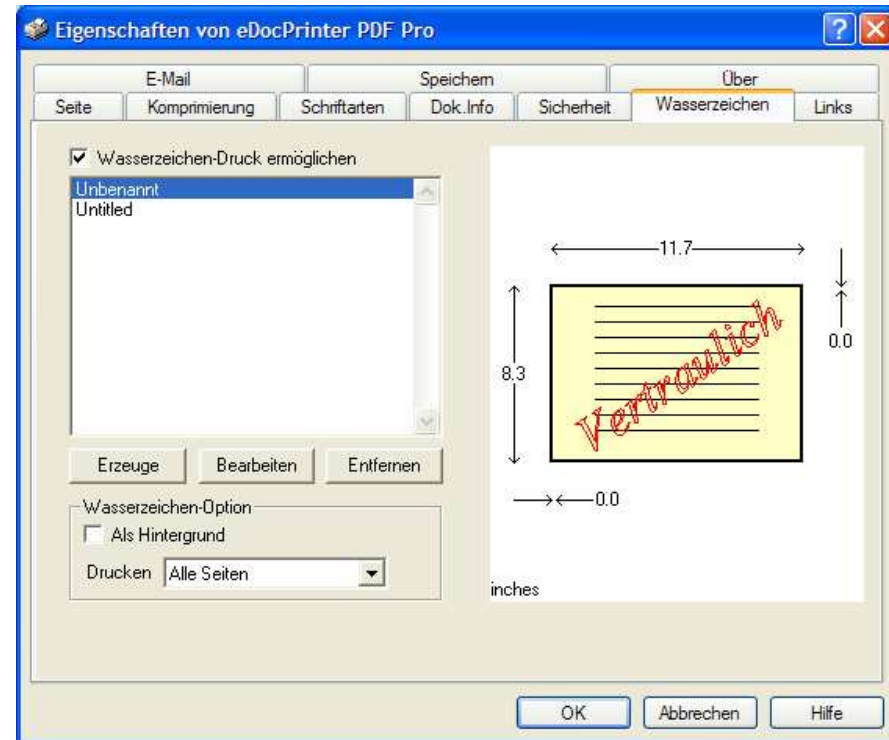 Eigenschaften von eDocPrinter PDF Pro
E-Mail Speichern Über
Seite Komprimierung Schriftarten Dok.Info Sicherheit Wasserzeichen Links
Wasserzeichen-Druck ermöglichen
Unbenannt
Untitled
Erzeuge Bearbeiten Entfernen
Wasserzeichen-Option
Als Hintergrund
Drucken Alle Seiten
11.7
0.0
8.3
Vertraulich
0.0
inches
OK Abbrechen Hilfe